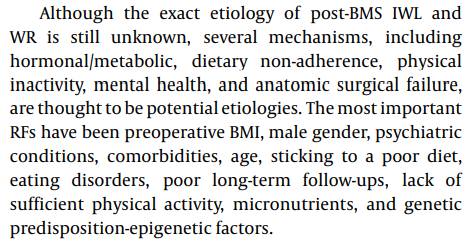 Although the exact etiology of post-BMS IWL and
WR is still unknown, several mechanisms, including
hormonal/metabolic, dietary non-adherence, physical
inactivity, mental health, and anatomic surgical failure,
are thought to be potential etiologies. The most important
RFs have been preoperative BMI, male gender, psychiatric
conditions, comorbidities, age, sticking to a poor diet,
eating disorders, poor long-term follow-ups, lack of
sufficient physical activity, micronutrients, and genetic
predisposition-epigenetic factors.